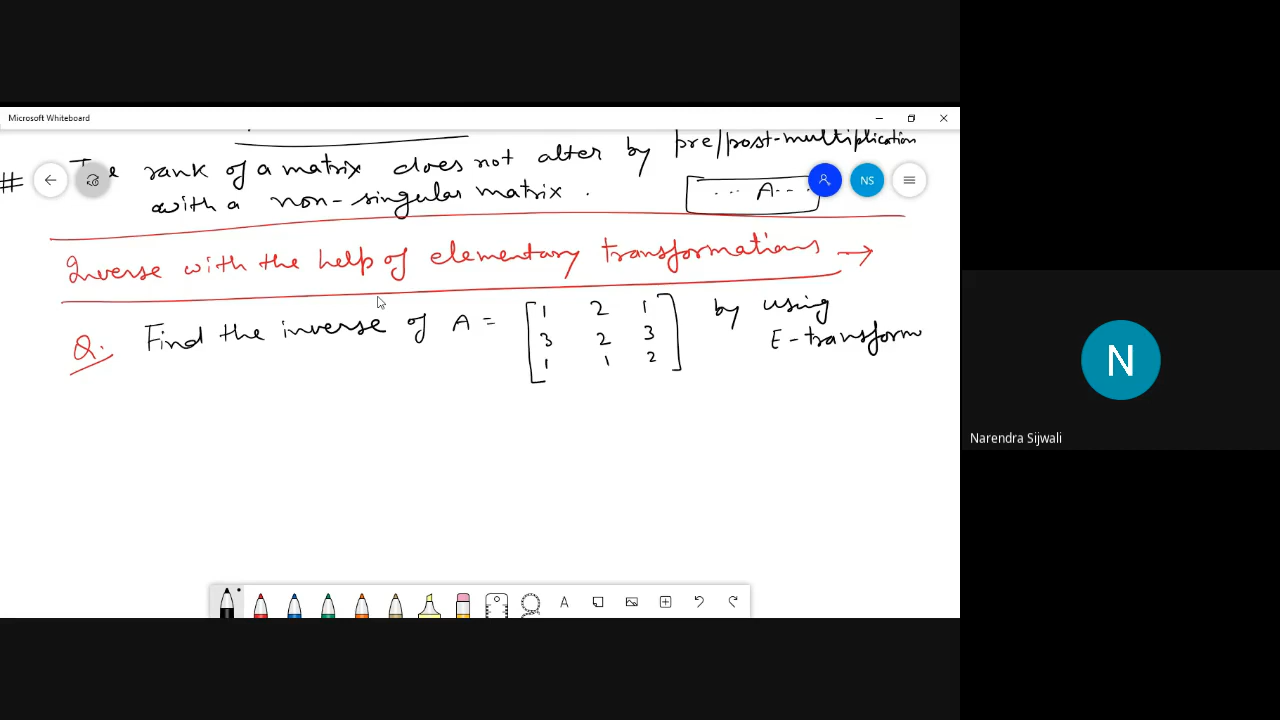 Microsoft Whiteboard
rank of a matrix does not alter by pre/post-multiplication
# with a non-singular matrix.
... A...
NS
Inverse with the help of elementary transformations →
Q. Find the inverse of A = [1 2 1 by using
3 2 3 E-transform
1 1 2]
N
Narendra Sijwali
A